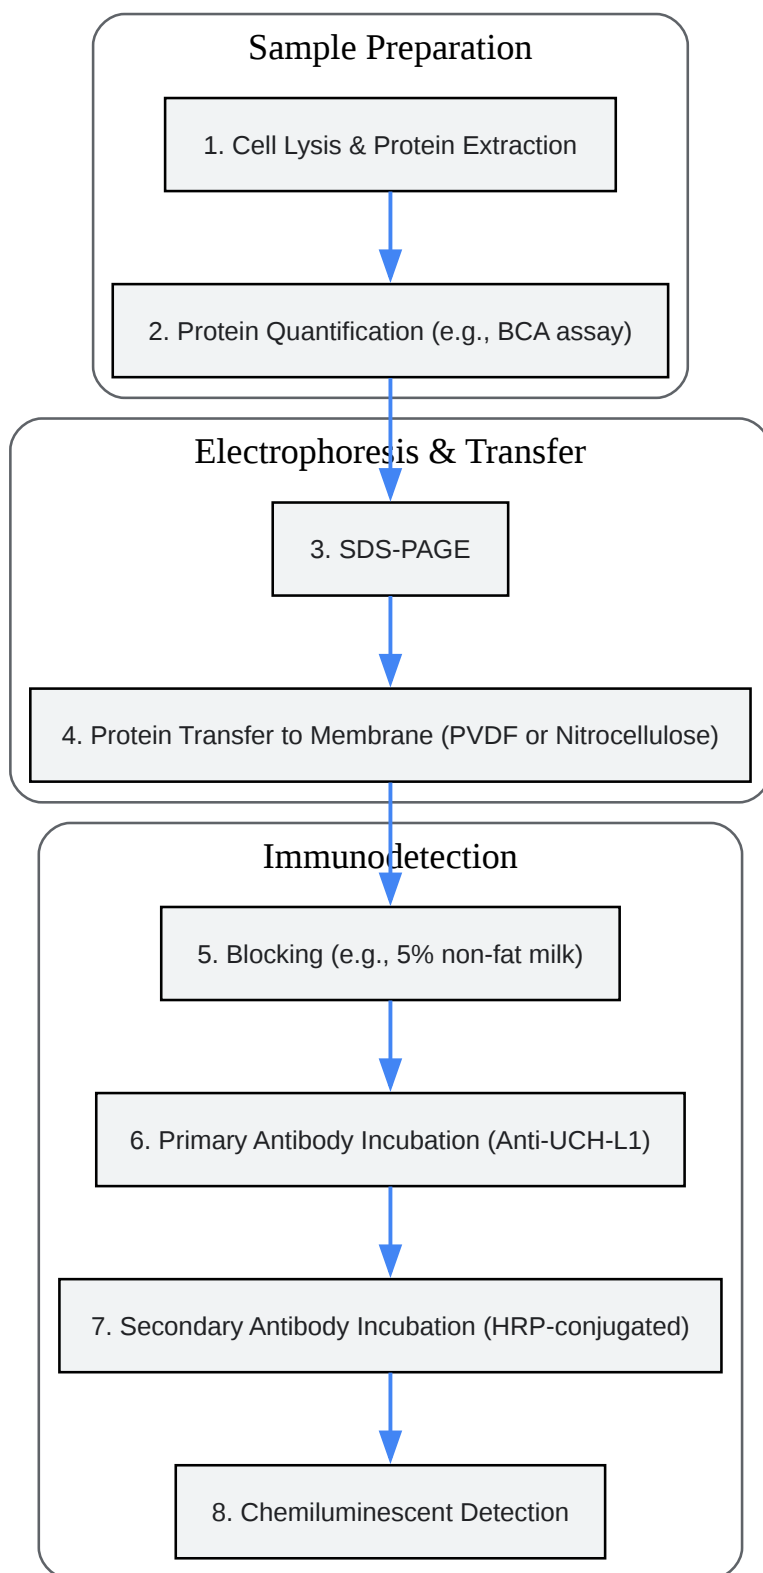 Sample Preparation
1. Cell Lysis & Protein Extraction
2. Protein Quantification (e.g., BCA assay)
Electrophoresis & Transfer
3. SDS-PAGE
4. Protein Transfer to Membrane (PVDF or Nitrocellulose)
Immunodetection
5. Blocking (e.g., 5% non-fat milk)
6. Primary Antibody Incubation (Anti-UCH-L1)
7. Secondary Antibody Incubation (HRP-conjugated)
8. Chemiluminescent Detection